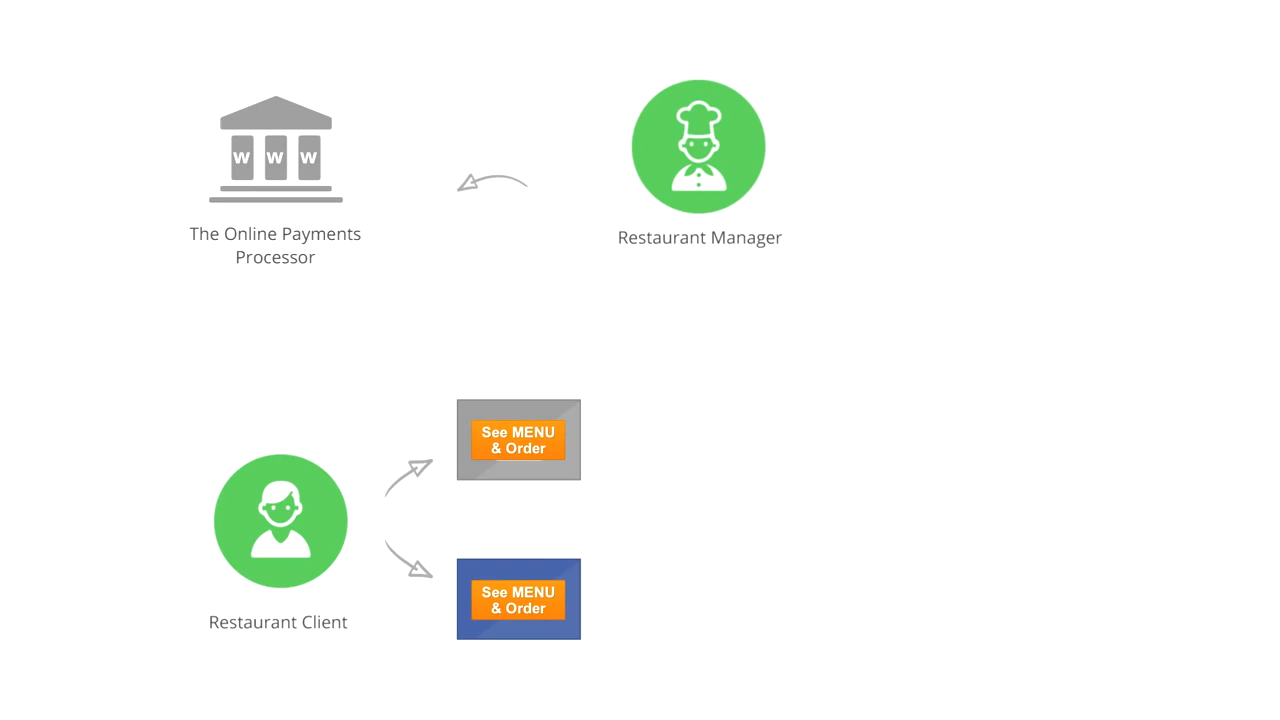 W W W
The Online Payments
Processor
Restaurant Manager
See MENU
& Order
Restaurant Client
See MENU
& Order